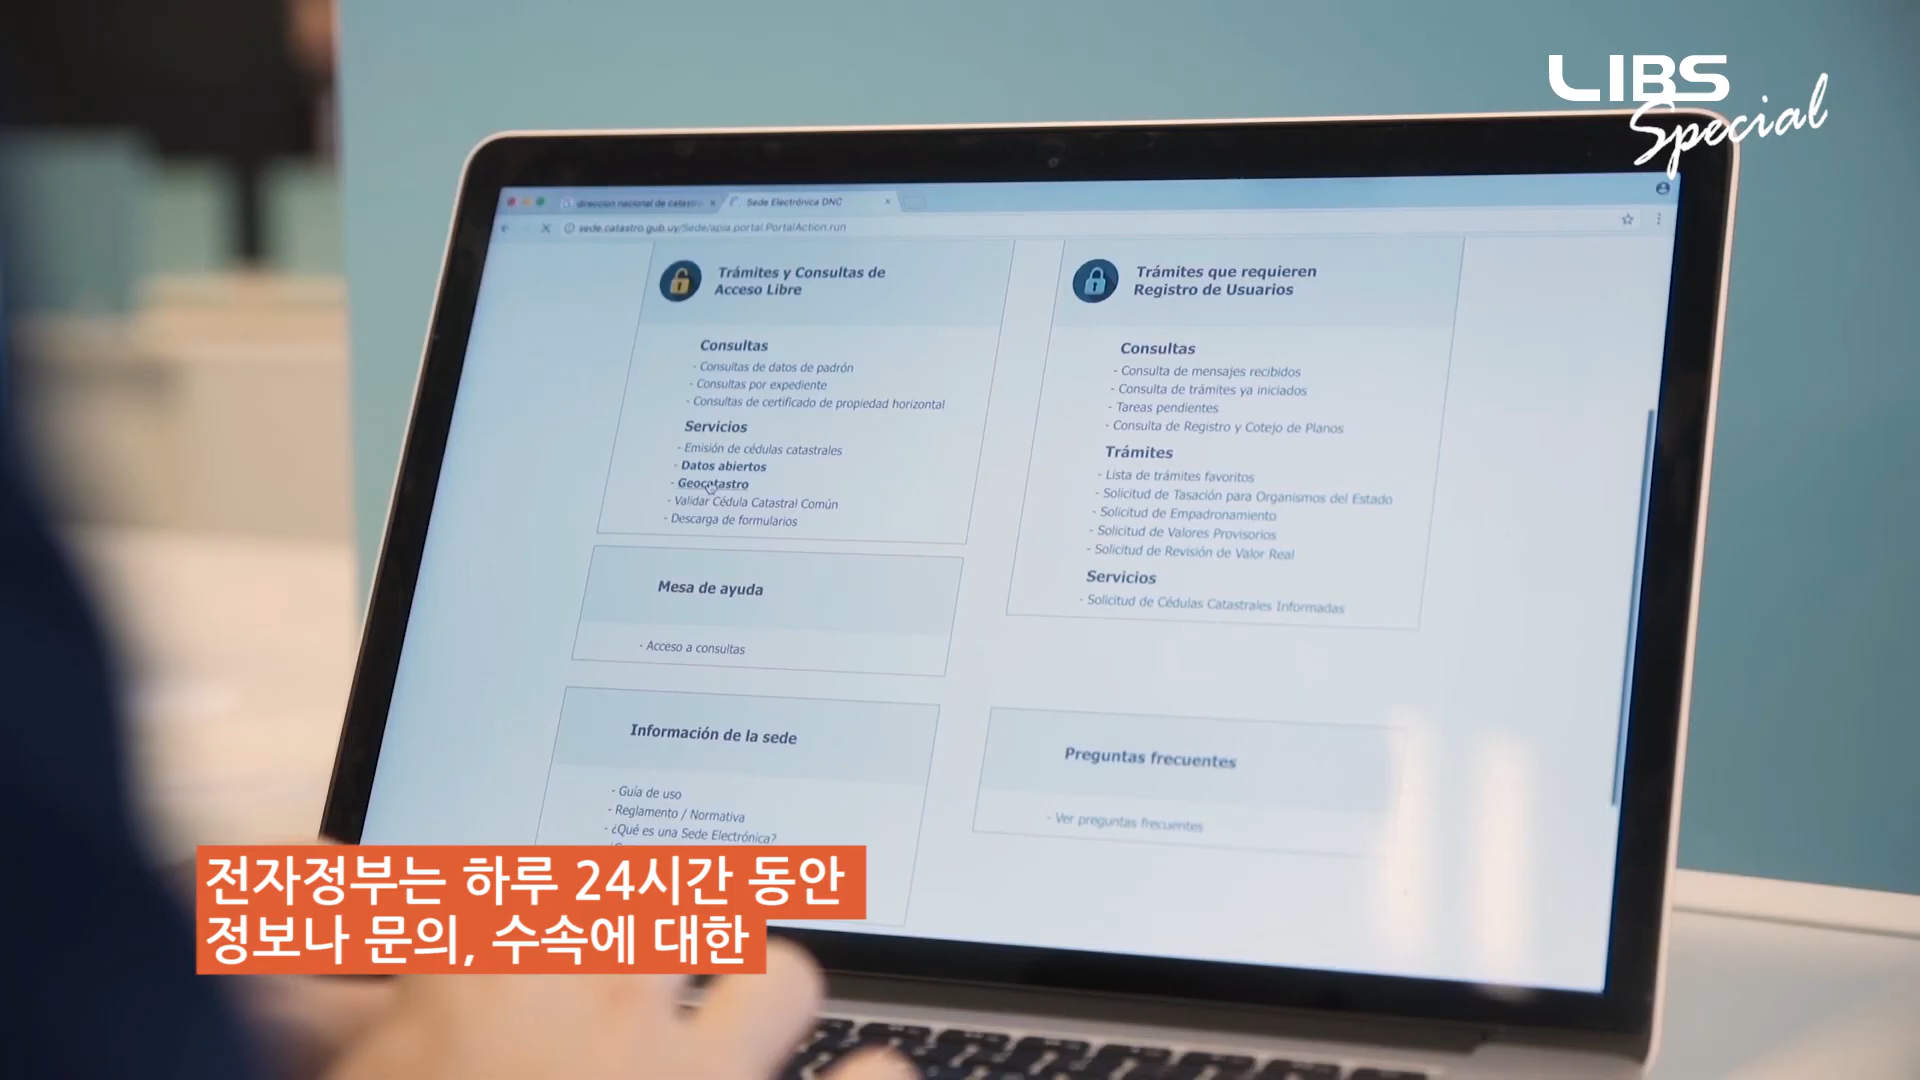 LIBS
Special
direccion nacional de catastro
Sede Electrónica DNC
sede.catastro.gub.uy/Sede/apia.portal.PortalAction.run
Trámites y Consultas de
Acceso Libre
Consultas
- Consultas de datos de padrón
- Consultas por expediente
- Consultas de certificado de propiedad horizontal
Servicios
- Emisión de cédulas catastrales
- Datos abiertos
- Geocatastro
- Validar Cédula Catastral Común
- Descarga de formularios
Trámites que requieren
Registro de Usuarios
Consultas
- Consulta de mensajes recibidos
- Consulta de trámites ya iniciados
- Tareas pendientes
- Consulta de Registro y Cotejo de Planos
Trámites
- Lista de trámites favoritos
- Solicitud de Tasación para Organismos del Estado
- Solicitud de Empadronamiento
- Solicitud de Valores Provisorios
- Solicitud de Revisión de Valor Real
Servicios
- Solicitud de Cédulas Catastrales Informadas
Mesa de ayuda
- Acceso a consultas
Información de la sede
- Guía de uso
- Reglamento / Normativa
- ¿Qué es una Sede Electrónica?
Preguntas frecuentes
- Ver preguntas frecuentes
전자정부는 하루 24시간 동안
정보나 문의, 수속에 대한